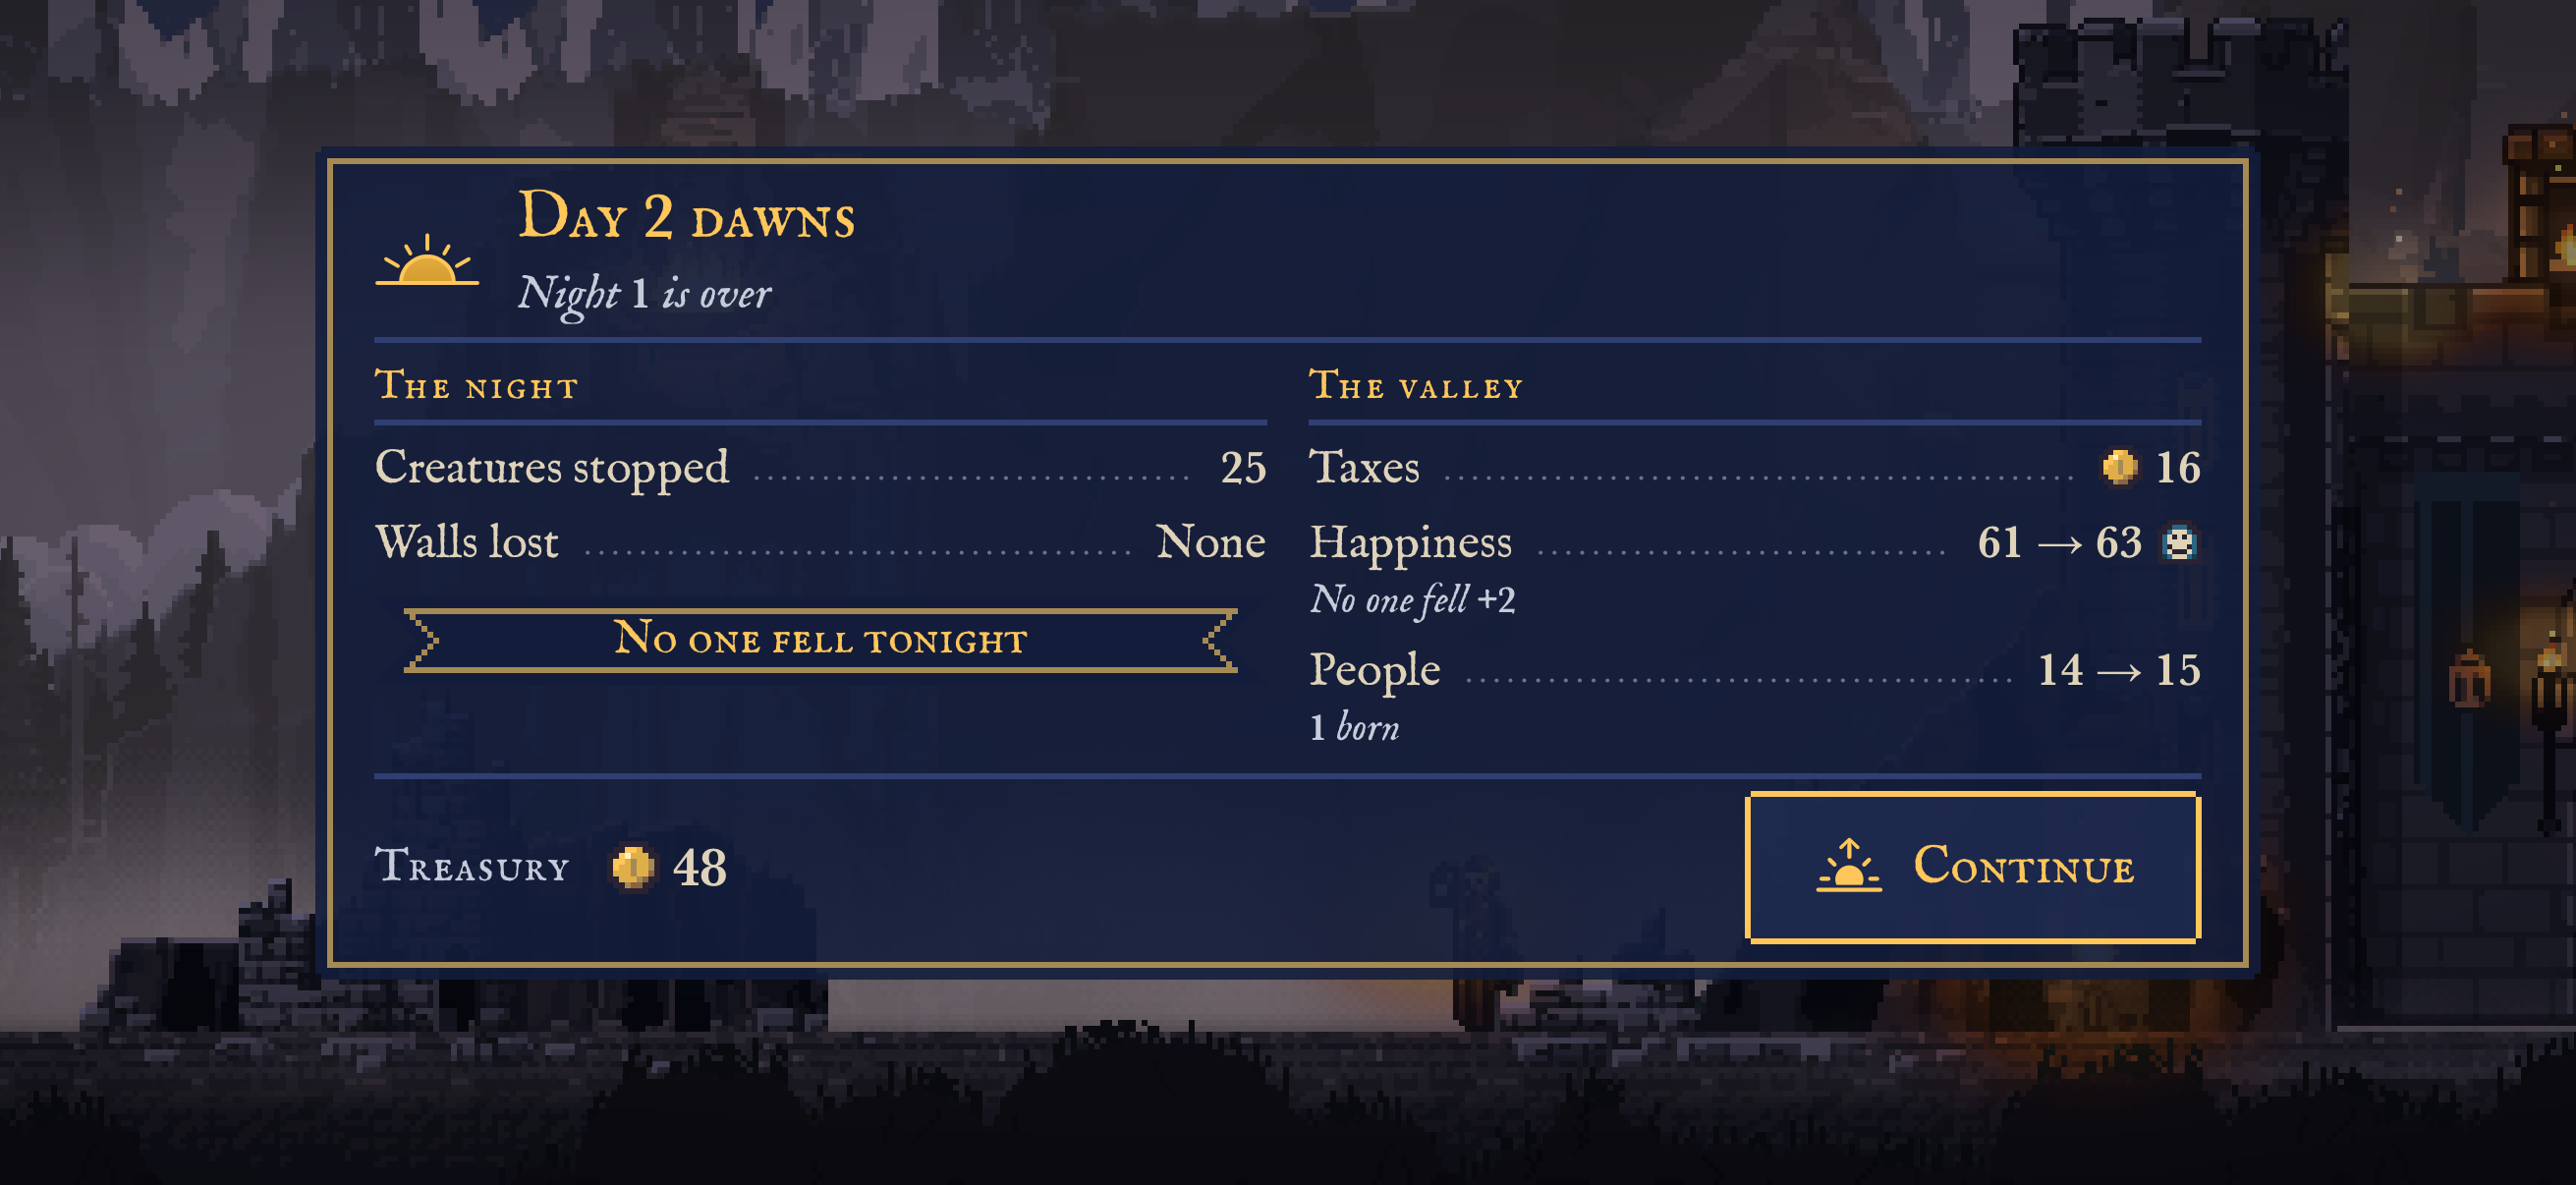 Day 2 dawns
Night 1 is over
The night
Creatures stopped 25
Walls lost None
No one fell tonight
The valley
Taxes 16
Happiness 61 → 63
No one fell +2
People 14 → 15
1 born
Treasury 48
Continue